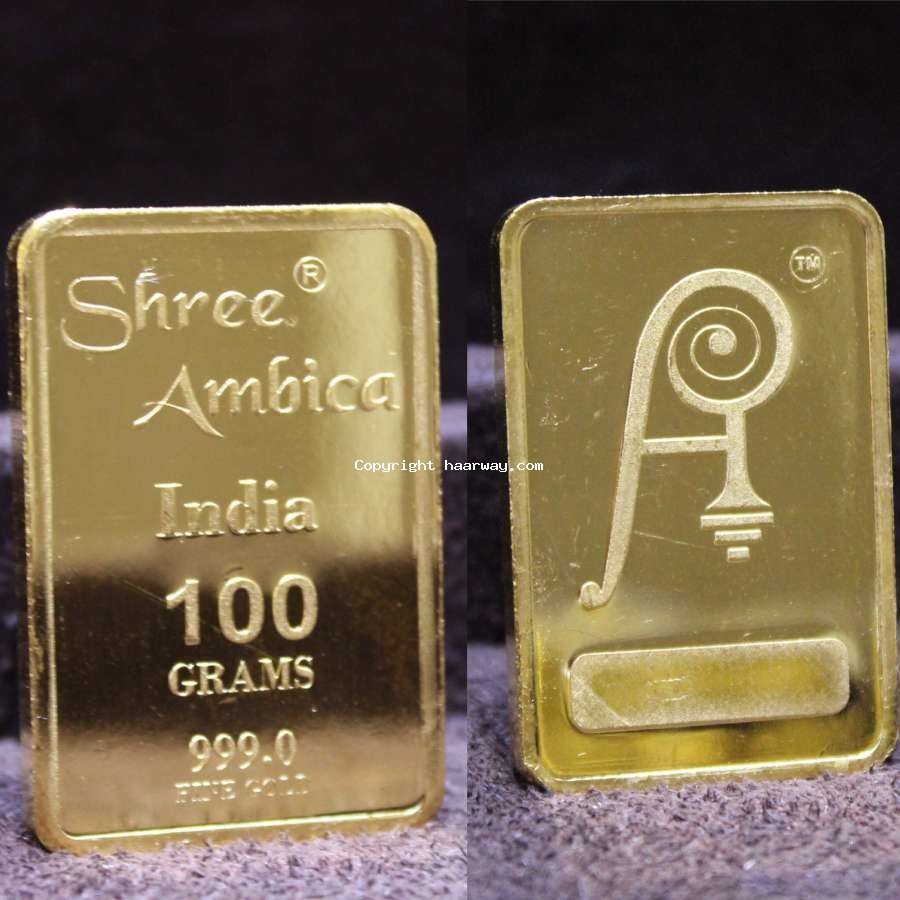 Shree®
Ambica
India
100
GRAMS
999.0
FINE GOLD
TM
Copyright haarway.com